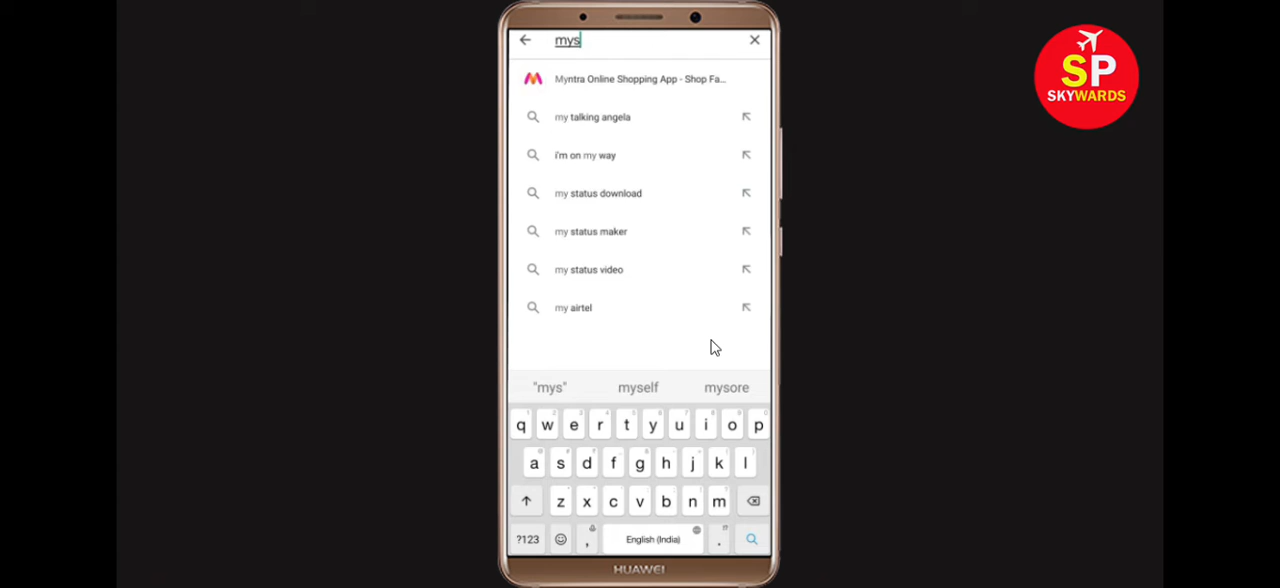 mys
Myntra Online Shopping App - Shop Fa...
my talking angela
i'm on my way
my status download
my status maker
my status video
my airtel
"mys" myself mysore
q w e r t y u i o p
a s d f g h j k l
z x c v b n m
?123 , English (India) .
HUAWEI
SP
SKYWARDS